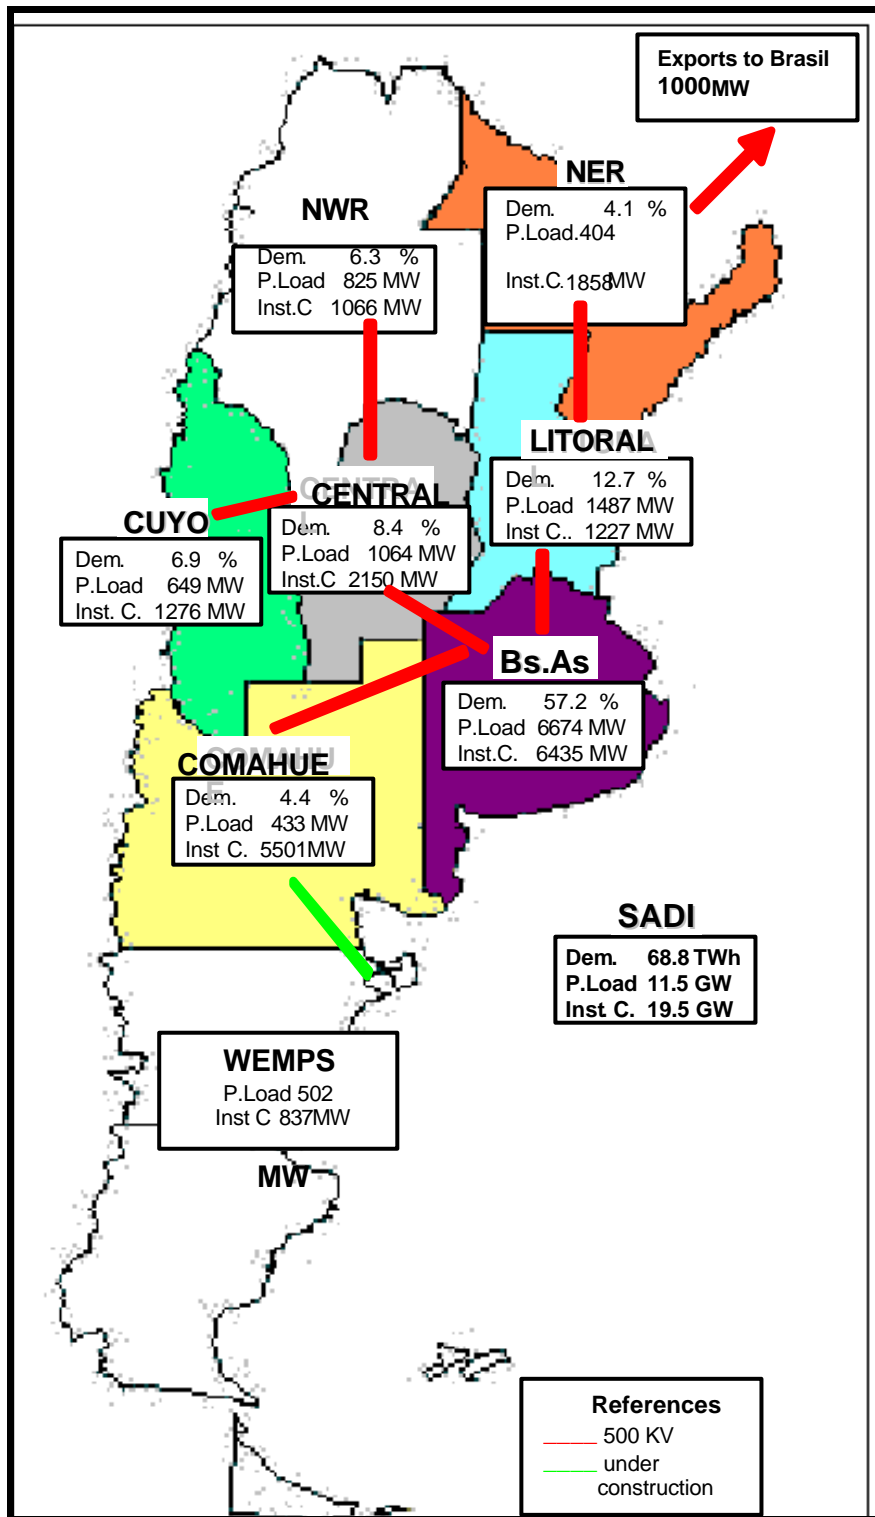 Exports to Brasil
1000MW
NER
Dem. 4.1 %
P.Load.404
Inst.C. 1858MW
NWR
Dem. 6.3 %
P.Load 825 MW
Inst.C 1066 MW
LITORAL
Dem. 12.7 %
P.Load 1487 MW
Inst C.. 1227 MW
CENTRAL
Dem. 8.4 %
P.Load 1064 MW
Inst.C 2150 MW
CUYO
Dem. 6.9 %
P.Load 649 MW
Inst. C. 1276 MW
Bs.As
Dem. 57.2 %
P.Load 6674 MW
Inst.C. 6435 MW
COMAHUE
Dem. 4.4 %
P.Load 433 MW
Inst C. 5501MW
SADI
Dem. 68.8 TWh
P.Load 11.5 GW
Inst. C. 19.5 GW
WEMPS
P.Load 502
Inst C 837MW
MW
References
500 KV
under
construction